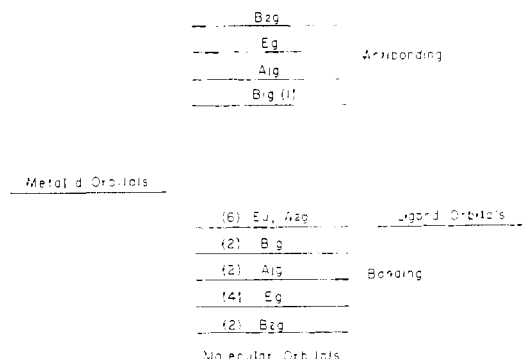 B2g
Eg
Antibonding
A1g
B1g (1)
Metal d Orbitals
(6) Eu, A2g
Ligand Orbitals
(2) B1g
(2) A1g
Bonding
(4) Eg
(2) B2g
Molecular Orbitals